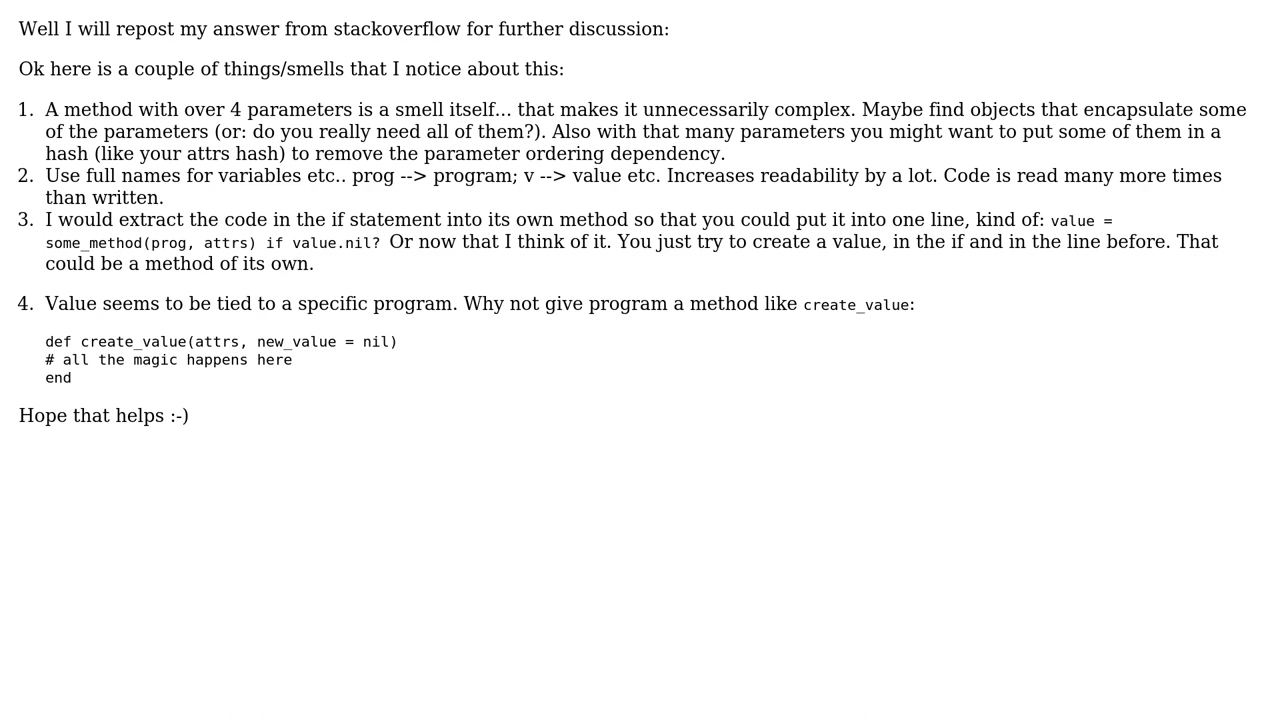 Well I will repost my answer from stackoverflow for further discussion:
Ok here is a couple of things/smells that I notice about this:
1. A method with over 4 parameters is a smell itself... that makes it unnecessarily complex. Maybe find objects that encapsulate some
of the parameters (or: do you really need all of them?). Also with that many parameters you might want to put some of them in a
hash (like your attrs hash) to remove the parameter ordering dependency.
2. Use full names for variables etc.. prog --> program; v --> value etc. Increases readability by a lot. Code is read many more times
than written.
3. I would extract the code in the if statement into its own method so that you could put it into one line, kind of: value =
some_method(prog, attrs) if value.nil? Or now that I think of it. You just try to create a value, in the if and in the line before. That
could be a method of its own.
4. Value seems to be tied to a specific program. Why not give program a method like create_value:
def create_value(attrs, new_value = nil)
# all the magic happens here
end
Hope that helps :-)